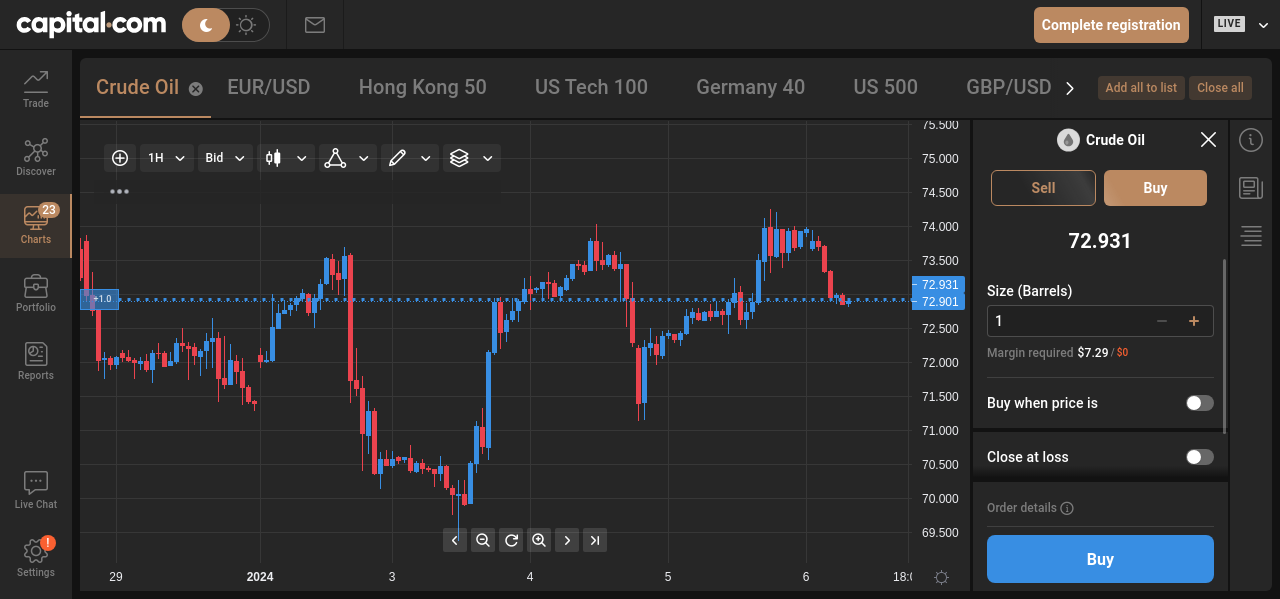 capital.com
Complete registration
LIVE
Trade
Discover
23
Charts
Portfolio
Reports
Live Chat
!
Settings
Crude Oil
EUR/USD
Hong Kong 50
US Tech 100
Germany 40
US 500
GBP/USD
Add all to list
Close all
1H
Bid
+1.0
75.500
75.000
74.500
74.000
73.500
72.931
72.901
72.500
72.000
71.500
71.000
70.500
70.000
69.500
29
2024
3
4
5
6
Crude Oil
Sell
Buy
72.931
Size (Barrels)
1
Margin required $7.29 / $0
Buy when price is
Close at loss
Order details
Buy